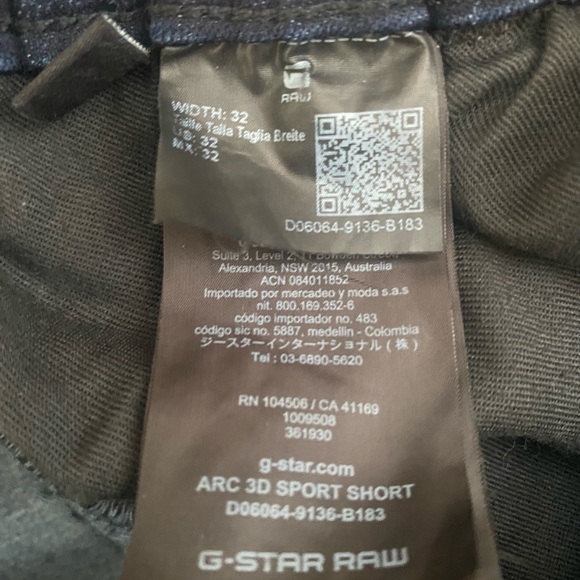 RAW
WIDTH: 32
Taille Talla Taglia Breite
US: 32
MX: 32
D06064-9136-B183
Suite 3, Level 2,
Alexandria, NSW 2015, Australia
ACN 084011852
Importado por mercadeo y moda s.a.s
nit. 800.169.352-6
código importador no. 483
código sic no. 5887, medellin - Colombia
ジースターインターナショナル(株)
Tel : 03-6890-5620
RN 104506 / CA 41169
1009508
361930
g-star.com
ARC 3D SPORT SHORT
D06064-9136-B183
G-STAR RAW